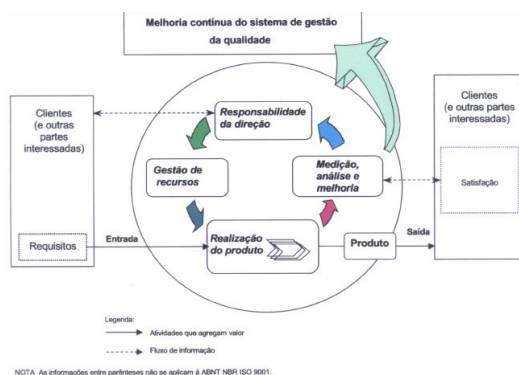 Melhoria contínua do sistema de gestão
da qualidade
Clientes
(e outras
partes
interessadas)
Responsabilidade
da direção
Clientes
(e outras partes
interessadas)
Gestão de
recursos
Medição,
análise e
melhoria
Satisfação
Requisitos
Entrada
Realização
do produto
Produto
Saída
Legenda:
Atividades que agregam valor
Fluxo de informação
NOTA As informações entre parênteses não se aplicam à ABNT NBR ISO 9001.